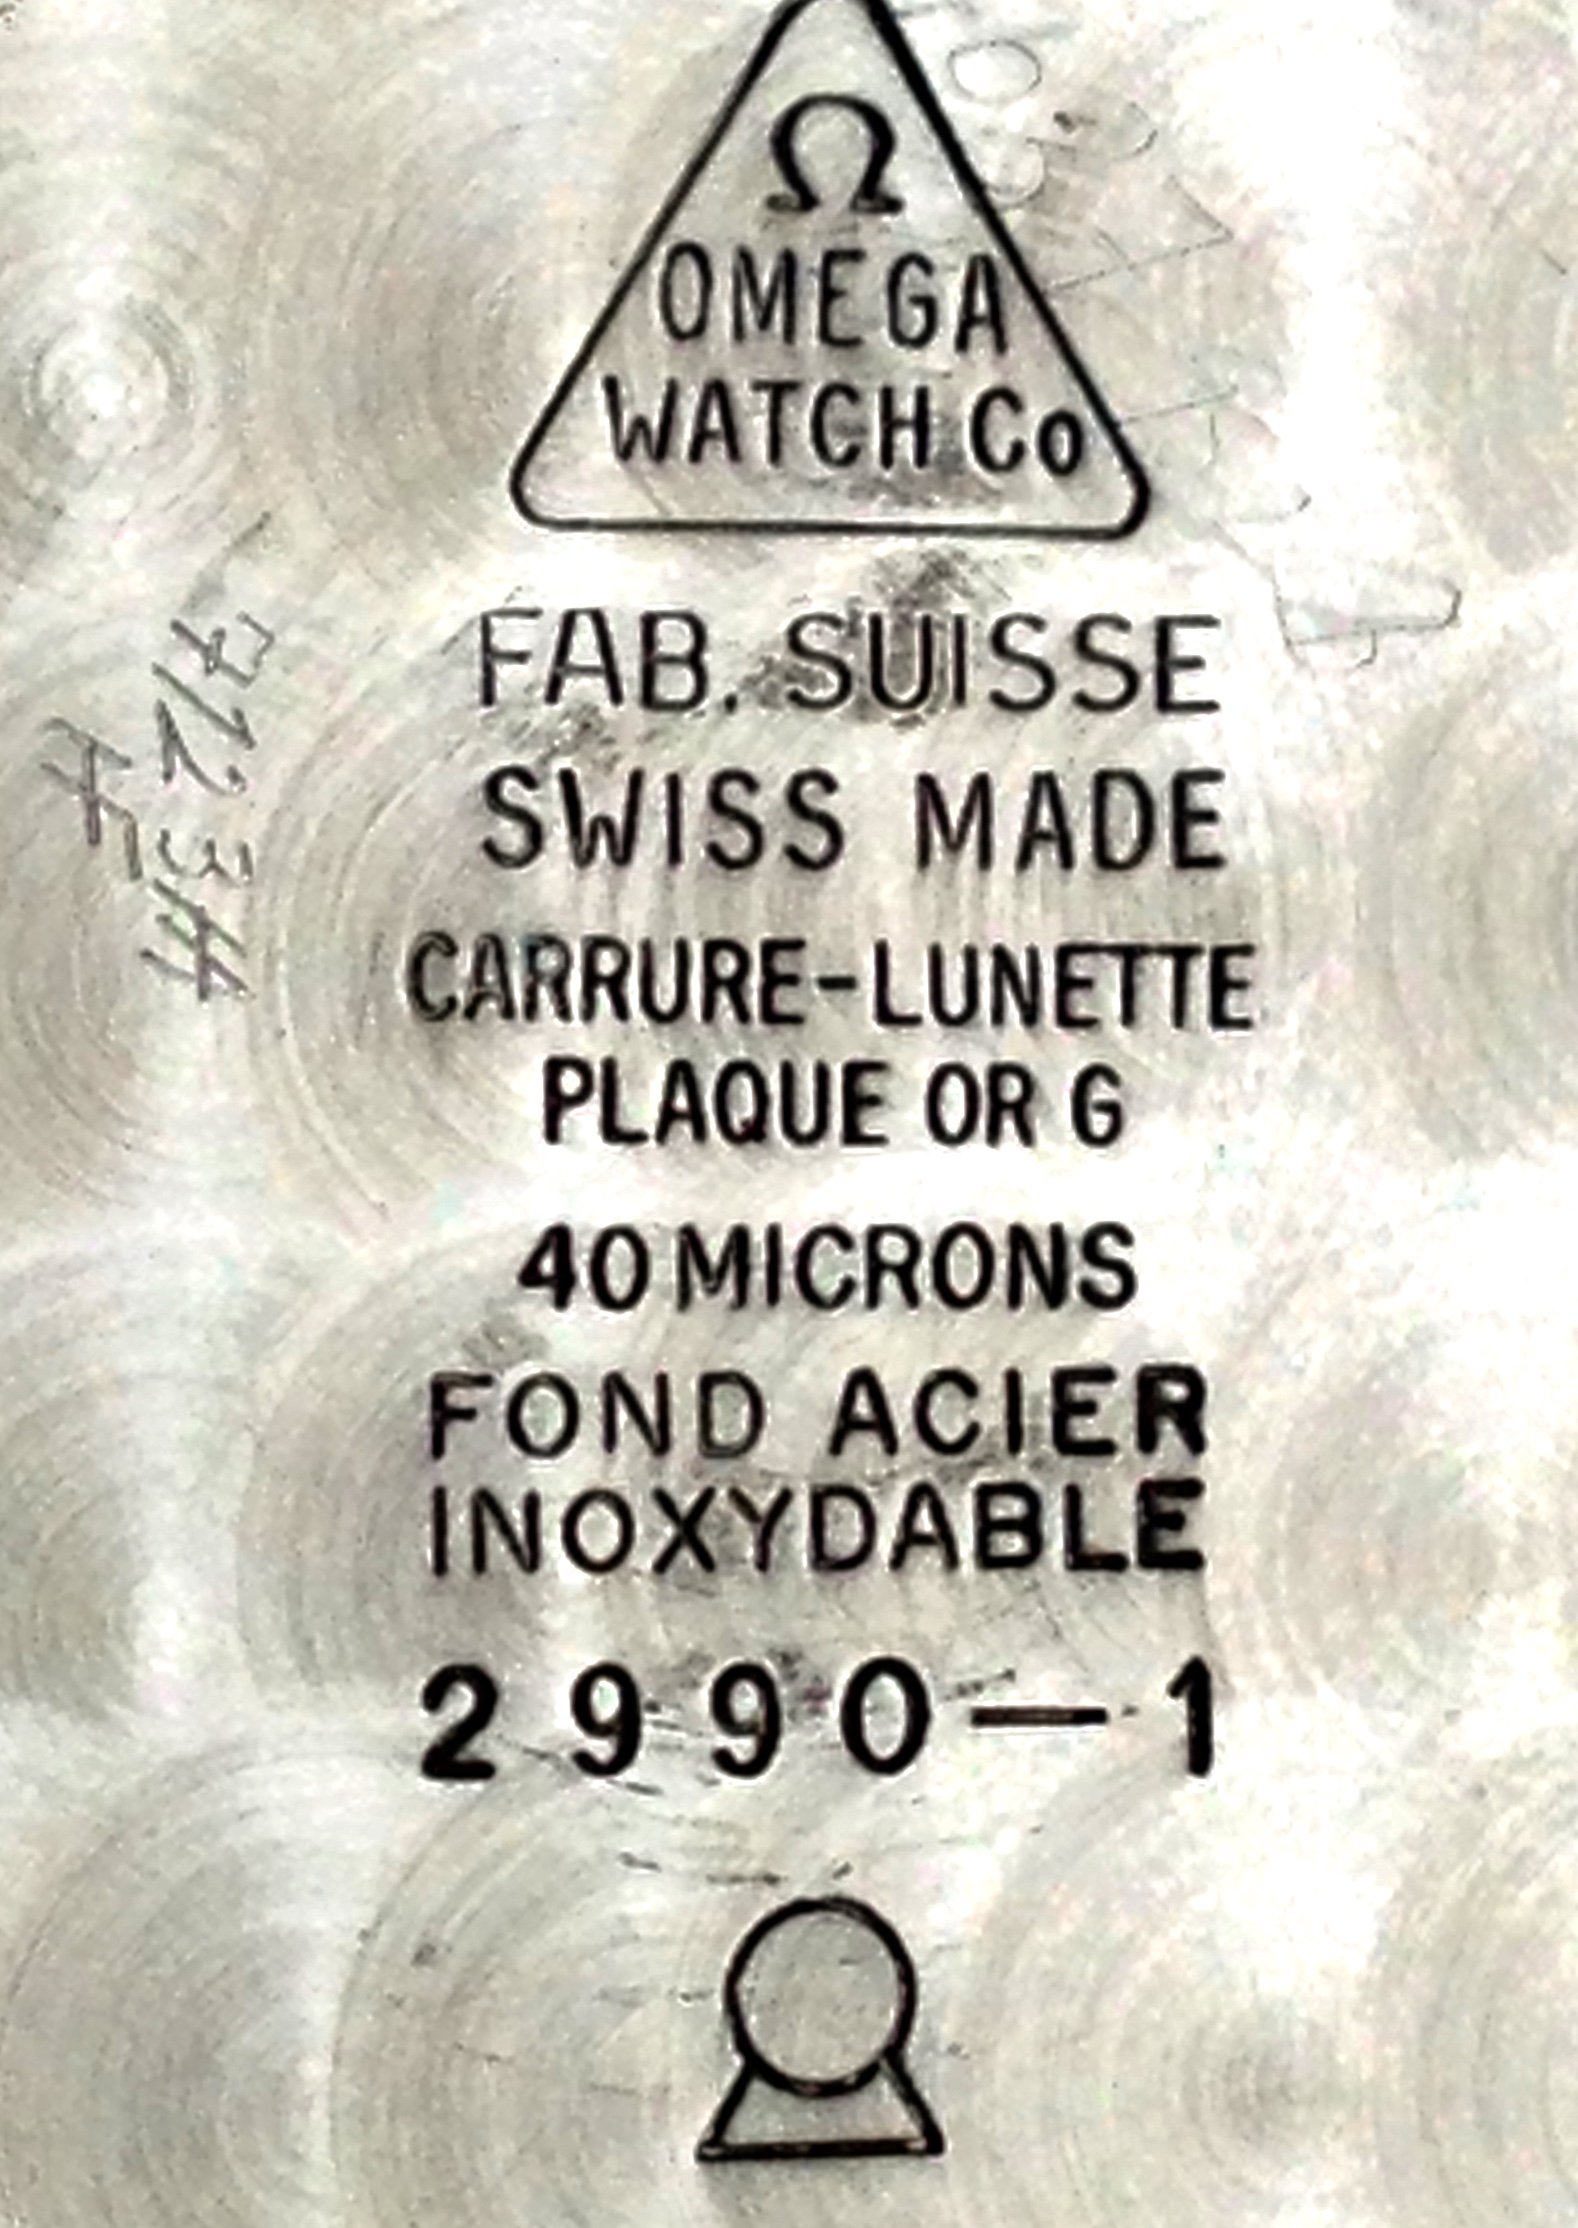 Ω
OMEGA
WATCH Co
FAB. SUISSE
SWISS MADE
CARRURE-LUNETTE
PLAQUE OR G
40 MICRONS
FOND ACIER
INOXYDABLE
2990-1